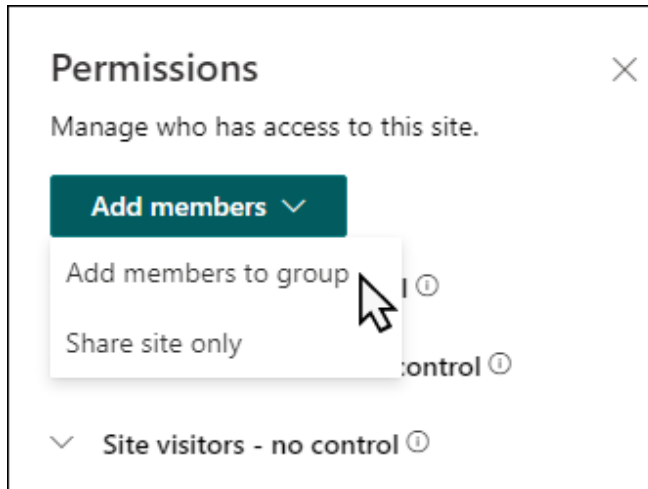 Permissions
Manage who has access to this site.
Add members
Add members to group
Share site only
control
Site visitors - no control